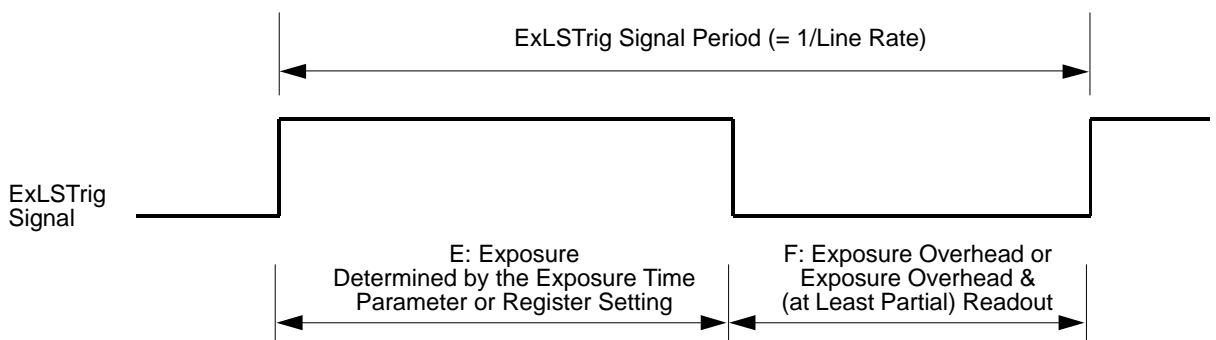 ExLSTrig Signal Period (= 1/Line Rate)
ExLSTrig
Signal
E: Exposure
Determined by the Exposure Time
Parameter or Register Setting
F: Exposure Overhead or
Exposure Overhead &
(at Least Partial) Readout